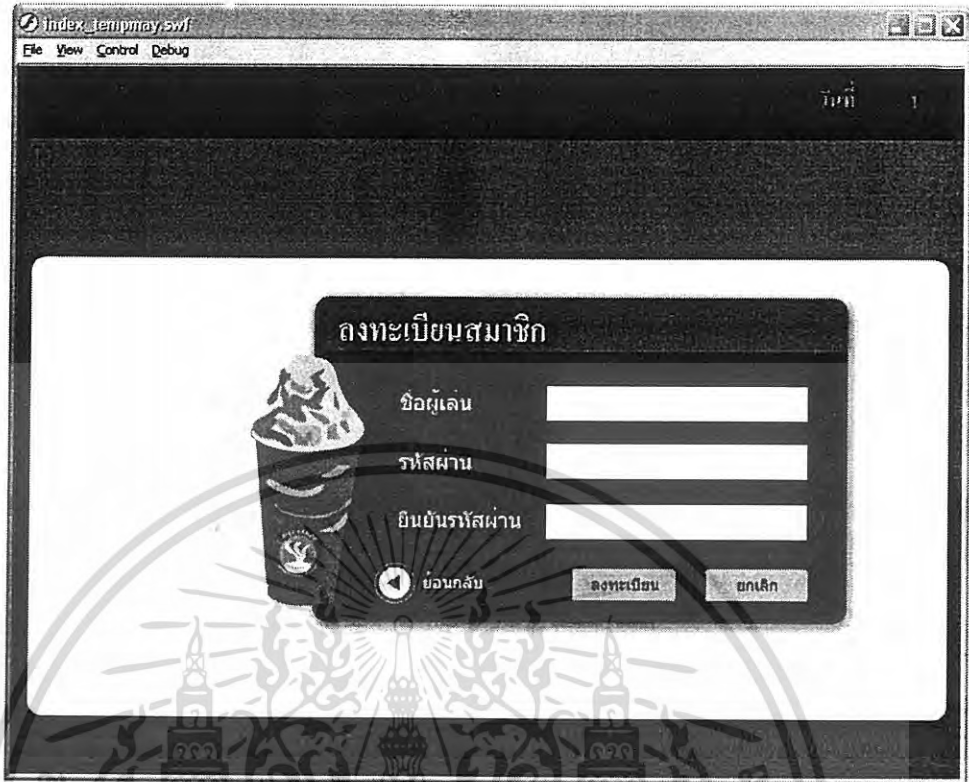 index_tempmay.swf
File View Control Debug
วันที่ 1
ลงทะเบียนสมาชิก
ชื่อผู้เล่น
รหัสผ่าน
ยืนยันรหัสผ่าน
ย้อนกลับ ลงทะเบียน ยกเลิก